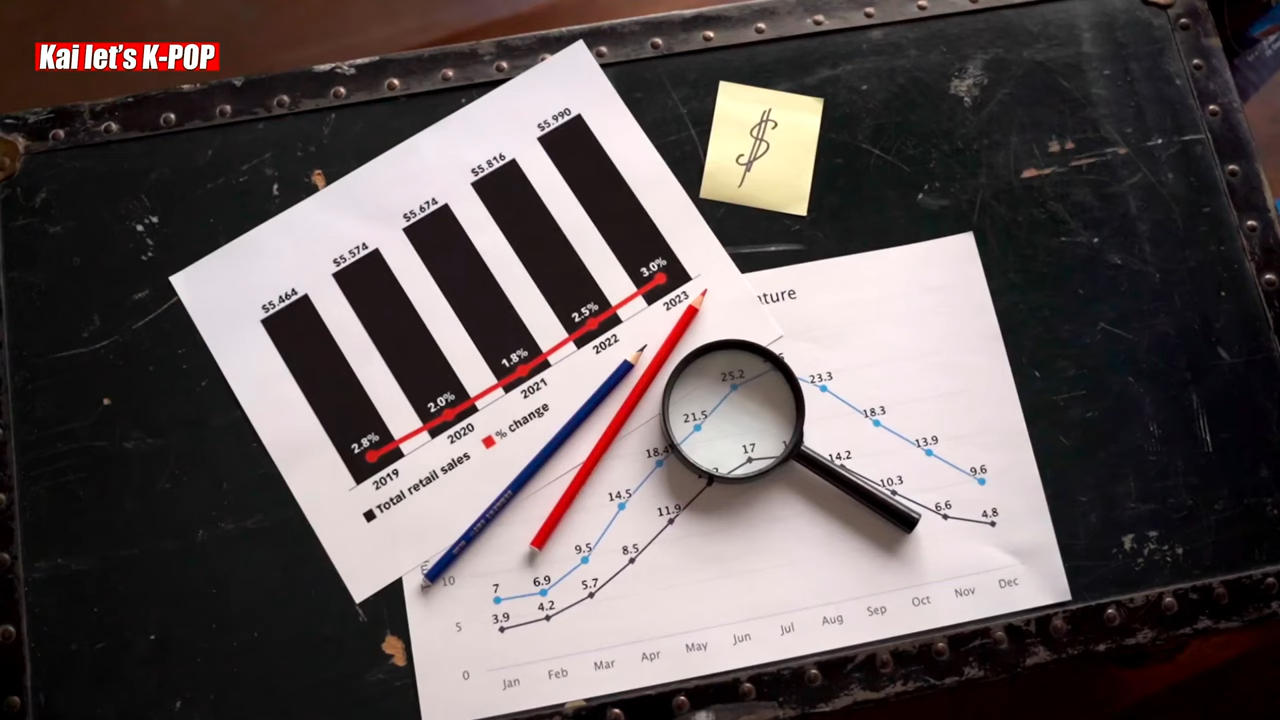 Kai let's K-POP
$
$5.464
$5.574
$5.674
$5.816
$5.990
2.8%
2.0%
1.8%
2.5%
3.0%
2019
2020
2021
2022
2023
Total retail sales
% change
25.2
23.3
21.5
18.3
18.4
17
14.5
14.2
13.9
11.9
10.3
9.5
9.6
8.5
7
6.9
6.6
5.7
4.8
3.9
4.2
10
5
0
Jan
Feb
Mar
Apr
May
Jun
Jul
Aug
Sep
Oct
Nov
Dec